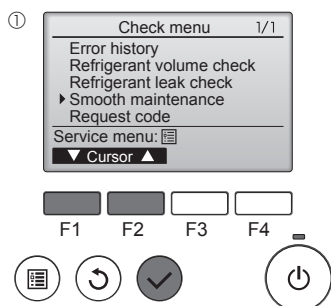 ①
Check menu 1/1
Error history
Refrigerant volume check
Refrigerant leak check
Smooth maintenance
Request code
Service menu:
▼ Cursor ▲
F1 F2 F3 F4